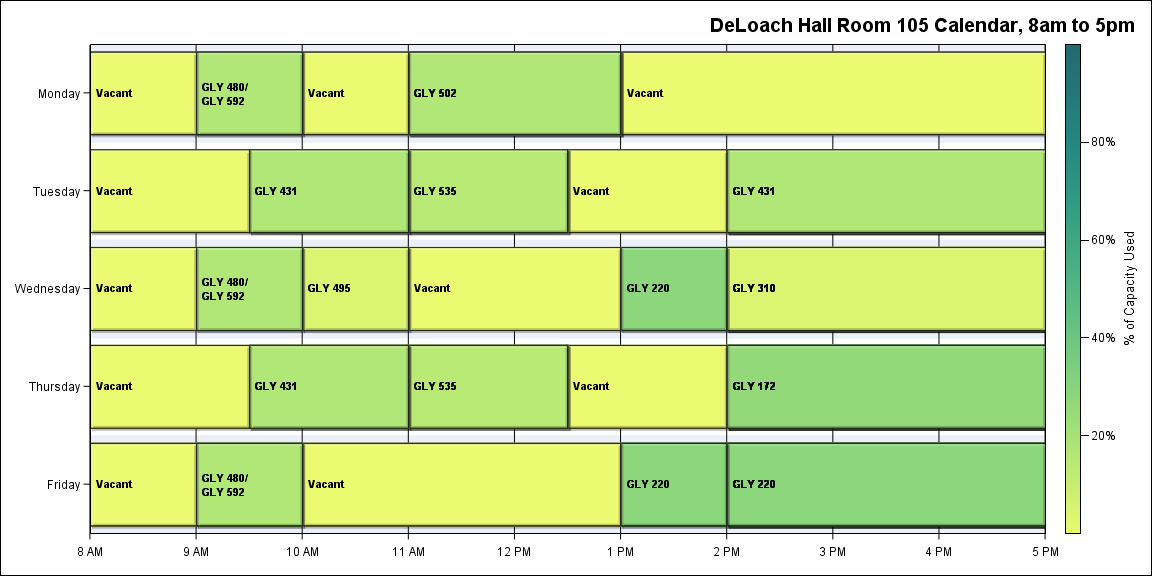 DeLoach Hall Room 105 Calendar, 8am to 5pm
Monday
Vacant
GLY 480/
GLY 592
Vacant
GLY 502
Vacant
Tuesday
Vacant
GLY 431
GLY 535
Vacant
GLY 431
Wednesday
Vacant
GLY 480/
GLY 592
GLY 495
Vacant
GLY 220
GLY 310
Thursday
Vacant
GLY 431
GLY 535
Vacant
GLY 172
Friday
Vacant
GLY 480/
GLY 592
Vacant
GLY 220
GLY 220
8 AM
9 AM
10 AM
11 AM
12 PM
1 PM
2 PM
3 PM
4 PM
5 PM
80%
60%
40%
20%
% of Capacity Used